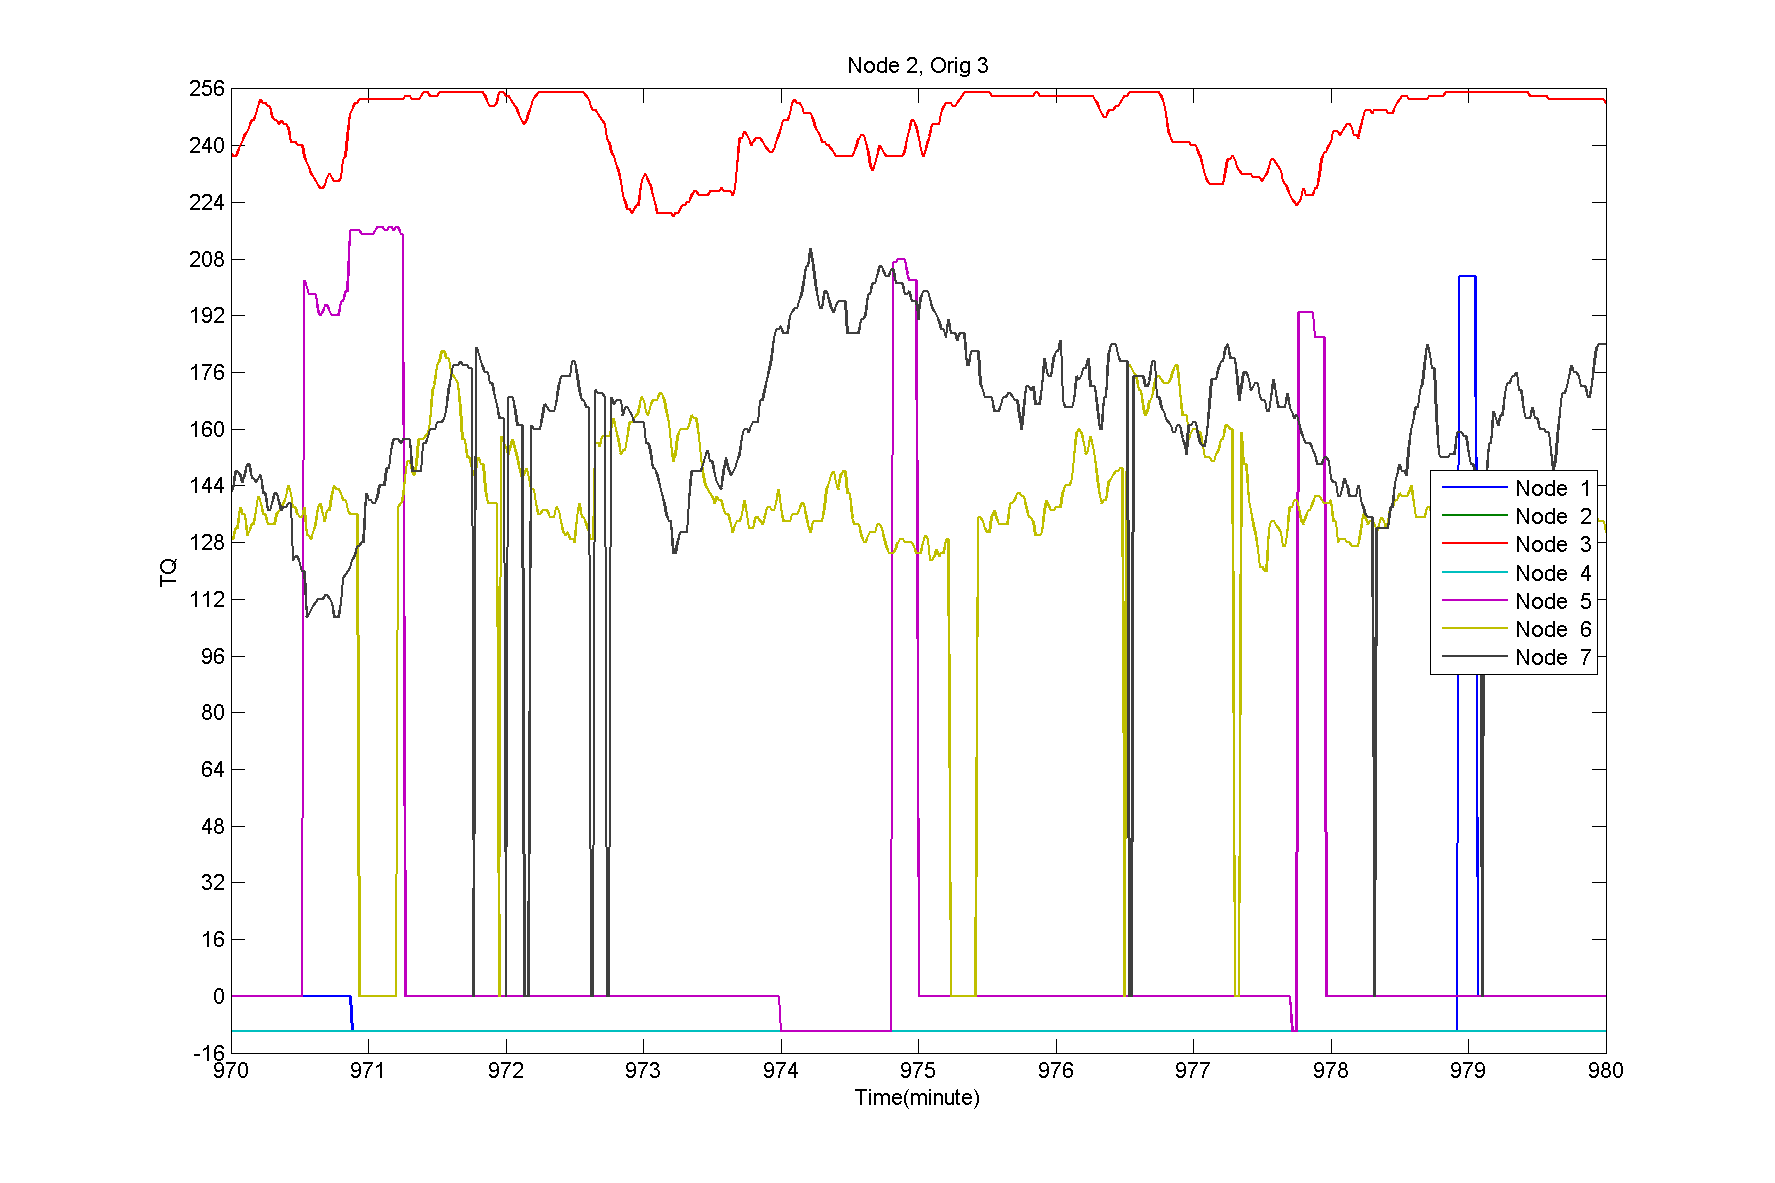 Node 2, Orig 3
256
240
224
208
192
176
160
144
128
112
96
80
64
48
32
16
0
-16
TQ
Node 1
Node 2
Node 3
Node 4
Node 5
Node 6
Node 7
970 971 972 973 974 975 976 977 978 979 980
Time(minute)